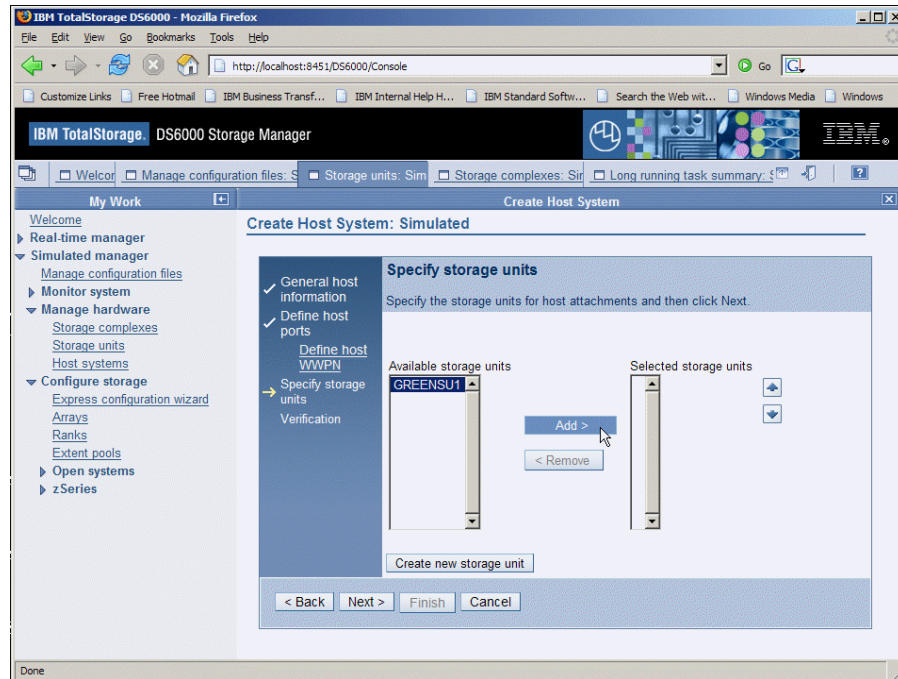 IBM TotalStorage DS6000 - Mozilla Firefox
File Edit View Go Bookmarks Tools Help
http://localhost:8451/DS6000/Console
Go
G
Customize Links Free Hotmail IBM Business Transf... IBM Internal Help H... IBM Standard Softw... Search the Web wit... Windows Media Windows
IBM TotalStorage. DS6000 Storage Manager
IBM
Welcor Manage configuration files: S Storage units: Sim Storage complexes: Sir Long running task summary: S
?
My Work
Create Host System
Welcome
Real-time manager
Simulated manager
Manage configuration files
Monitor system
Manage hardware
Storage complexes
Storage units
Host systems
Configure storage
Express configuration wizard
Arrays
Ranks
Extent pools
Open systems
zSeries
Create Host System: Simulated
General host
information
Define host
ports
Define host
WWPN
Specify storage
units
Verification
Specify storage units
Specify the storage units for host attachments and then click Next.
Available storage units
GREENSU1
Add >
< Remove
Selected storage units
Create new storage unit
< Back Next > Finish Cancel
Done